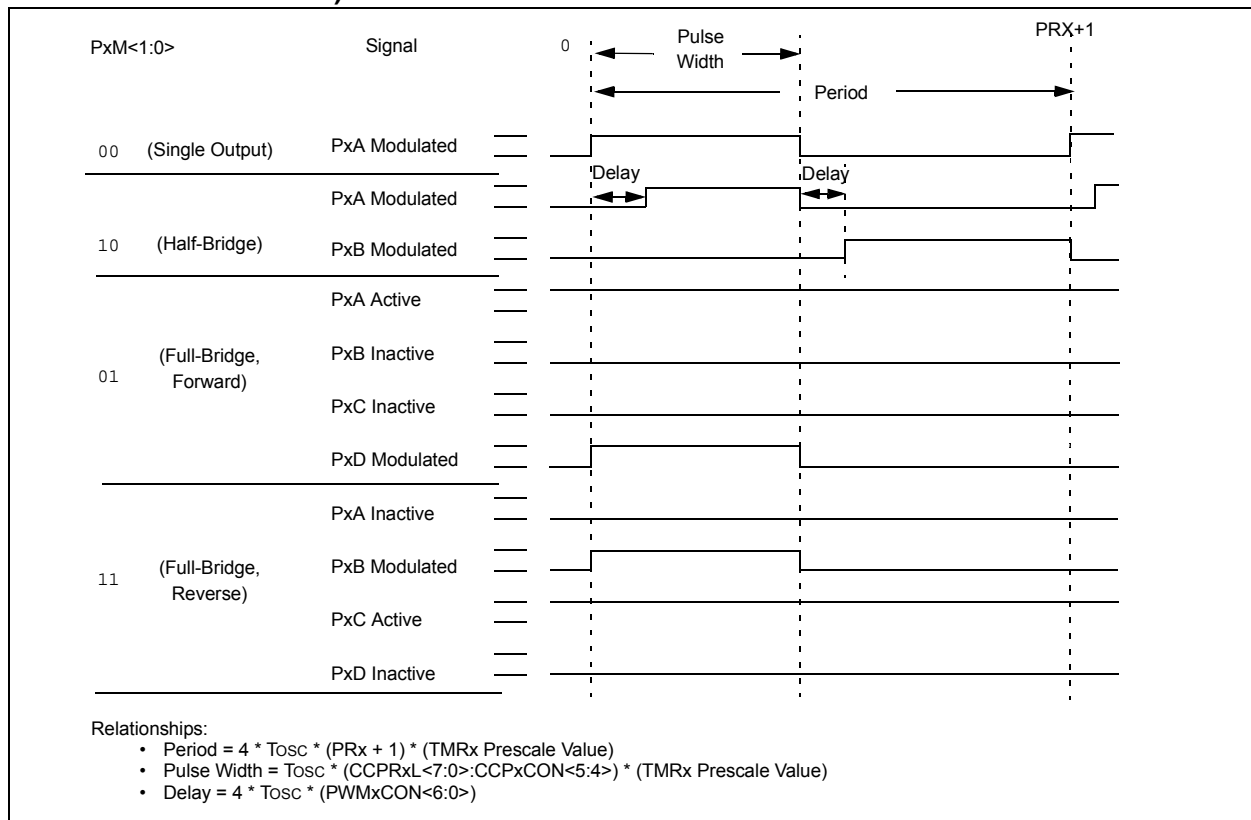 PxM<1:0>
Signal
0
Pulse
Width
PRX+1
Period
00
(Single Output)
PxA Modulated
Delay
Delay
PxA Modulated
10
(Half-Bridge)
PxB Modulated
PxA Active
01
(Full-Bridge,
Forward)
PxB Inactive
PxC Inactive
PxD Modulated
PxA Inactive
11
(Full-Bridge,
Reverse)
PxB Modulated
PxC Active
PxD Inactive
Relationships:
• Period = 4 * TOSC * (PRx + 1) * (TMRx Prescale Value)
• Pulse Width = TOSC * (CCPRxL<7:0>:CCPxCON<5:4>) * (TMRx Prescale Value)
• Delay = 4 * TOSC * (PWMxCON<6:0>)